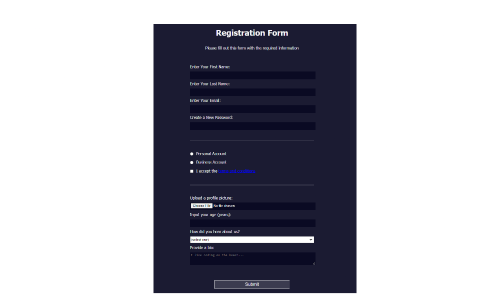 Registration Form
Please fill out this form with the required information
Enter Your First Name:
Enter Your Last Name:
Enter Your Email:
Create a New Password:
Personal Account
Business Account
I accept the
Upload a profile picture:
Choose File No file chosen
Input your age (years):
How did you hear about us?
(select one)
Provide a bio:
I like coding on the beach...
Submit